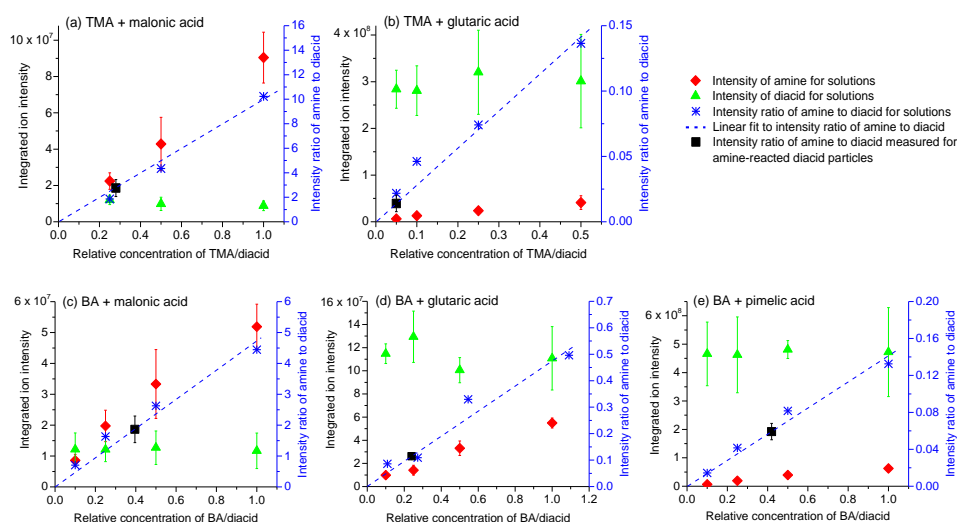 (a) TMA + malonic acid
10 x 10⁷
8
6
4
2
0
16
14
12
10
8
6
4
2
0
0.0 0.2 0.4 0.6 0.8 1.0
Integrated ion intensity
Intensity ratio of amine to diacid
Relative concentration of TMA/diacid
(b) TMA + glutaric acid
4 x 10⁸
3
2
1
0
0.15
0.10
0.05
0.00
0.0 0.1 0.2 0.3 0.4 0.5
Integrated ion intensity
Intensity ratio of amine to diacid
Relative concentration of TMA/diacid
Intensity of amine for solutions
Intensity of diacid for solutions
Intensity ratio of amine to diacid for solutions
Linear fit to intensity ratio of amine to diacid
Intensity ratio of amine to diacid measured for
amine-reacted diacid particles
(c) BA + malonic acid
6 x 10⁷
5
4
3
2
1
0
6
5
4
3
2
1
0
0.0 0.2 0.4 0.6 0.8 1.0
Integrated ion intensity
Intensity ratio of amine to diacid
Relative concentration of BA/diacid
(d) BA + glutaric acid
16 x 10⁷
14
12
10
8
6
4
2
0
0.7
0.6
0.5
0.4
0.3
0.2
0.1
0.0
0.0 0.2 0.4 0.6 0.8 1.0
Integrated ion intensity
Intensity ratio of amine to diacid
Relative concentration of BA/diacid
(e) BA + pimelic acid
6 x 10⁸
5
4
3
2
1
0
0.20
0.16
0.12
0.08
0.04
0.00
0.0 0.2 0.4 0.6 0.8 1.0
Integrated ion intensity
Intensity ratio of amine to diacid
Relative concentration of BA/diacid